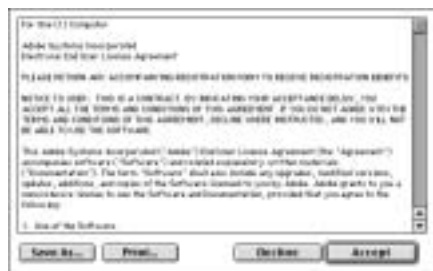 For One (1) Computer
Adobe Systems Incorporated
Electronic End User License Agreement
PLEASE RETURN ANY ACCOMPANYING REGISTRATION FORM TO RECEIVE REGISTRATION BENEFITS
NOTICE TO USER: THIS IS A CONTRACT. BY INDICATING YOUR ACCEPTANCE BELOW, YOU
ACCEPT ALL THE TERMS AND CONDITIONS OF THIS AGREEMENT. IF YOU DO NOT AGREE WITH THE
TERMS AND CONDITIONS OF THIS AGREEMENT, DECLINE WHERE INSTRUCTED, AND YOU WILL NOT
BE ABLE TO USE THE SOFTWARE.
This Adobe Systems Incorporated ("Adobe") End User License Agreement (the "Agreement")
accompanies software ("Software") and related explanatory written materials
("Documentation"). The term "Software" shall also include any upgrades, modified versions,
updates, additions, and copies of the Software licensed to you by Adobe. Adobe grants to you a
nonexclusive license to use the Software and Documentation, provided that you agree to the
following:
1. Use of the Software.
Save As... Print... Decline Accept